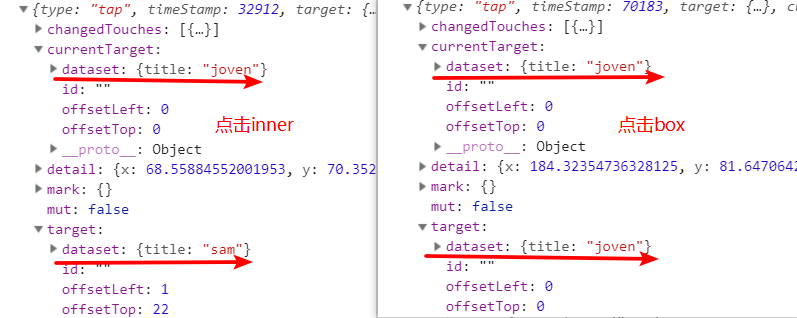 {type: "tap", timeStamp: 32912, target: {…
changedTouches: [{…}]
currentTarget:
dataset: {title: "joven"}
id: ""
offsetLeft: 0
offsetTop: 0
点击inner
__proto__: Object
detail: {x: 68.55884552001953, y: 70.352
mark: {}
mut: false
target:
dataset: {title: "sam"}
id: ""
offsetLeft: 1
offsetTop: 22
{type: "tap", timeStamp: 70183, target: {…}, cu
changedTouches: [{…}]
currentTarget:
dataset: {title: "joven"}
id: ""
offsetLeft: 0
offsetTop: 0
点击box
__proto__: Object
detail: {x: 184.32354736328125, y: 81.6470642
mark: {}
mut: false
target:
dataset: {title: "joven"}
id: ""
offsetLeft: 0
offsetTop: 0